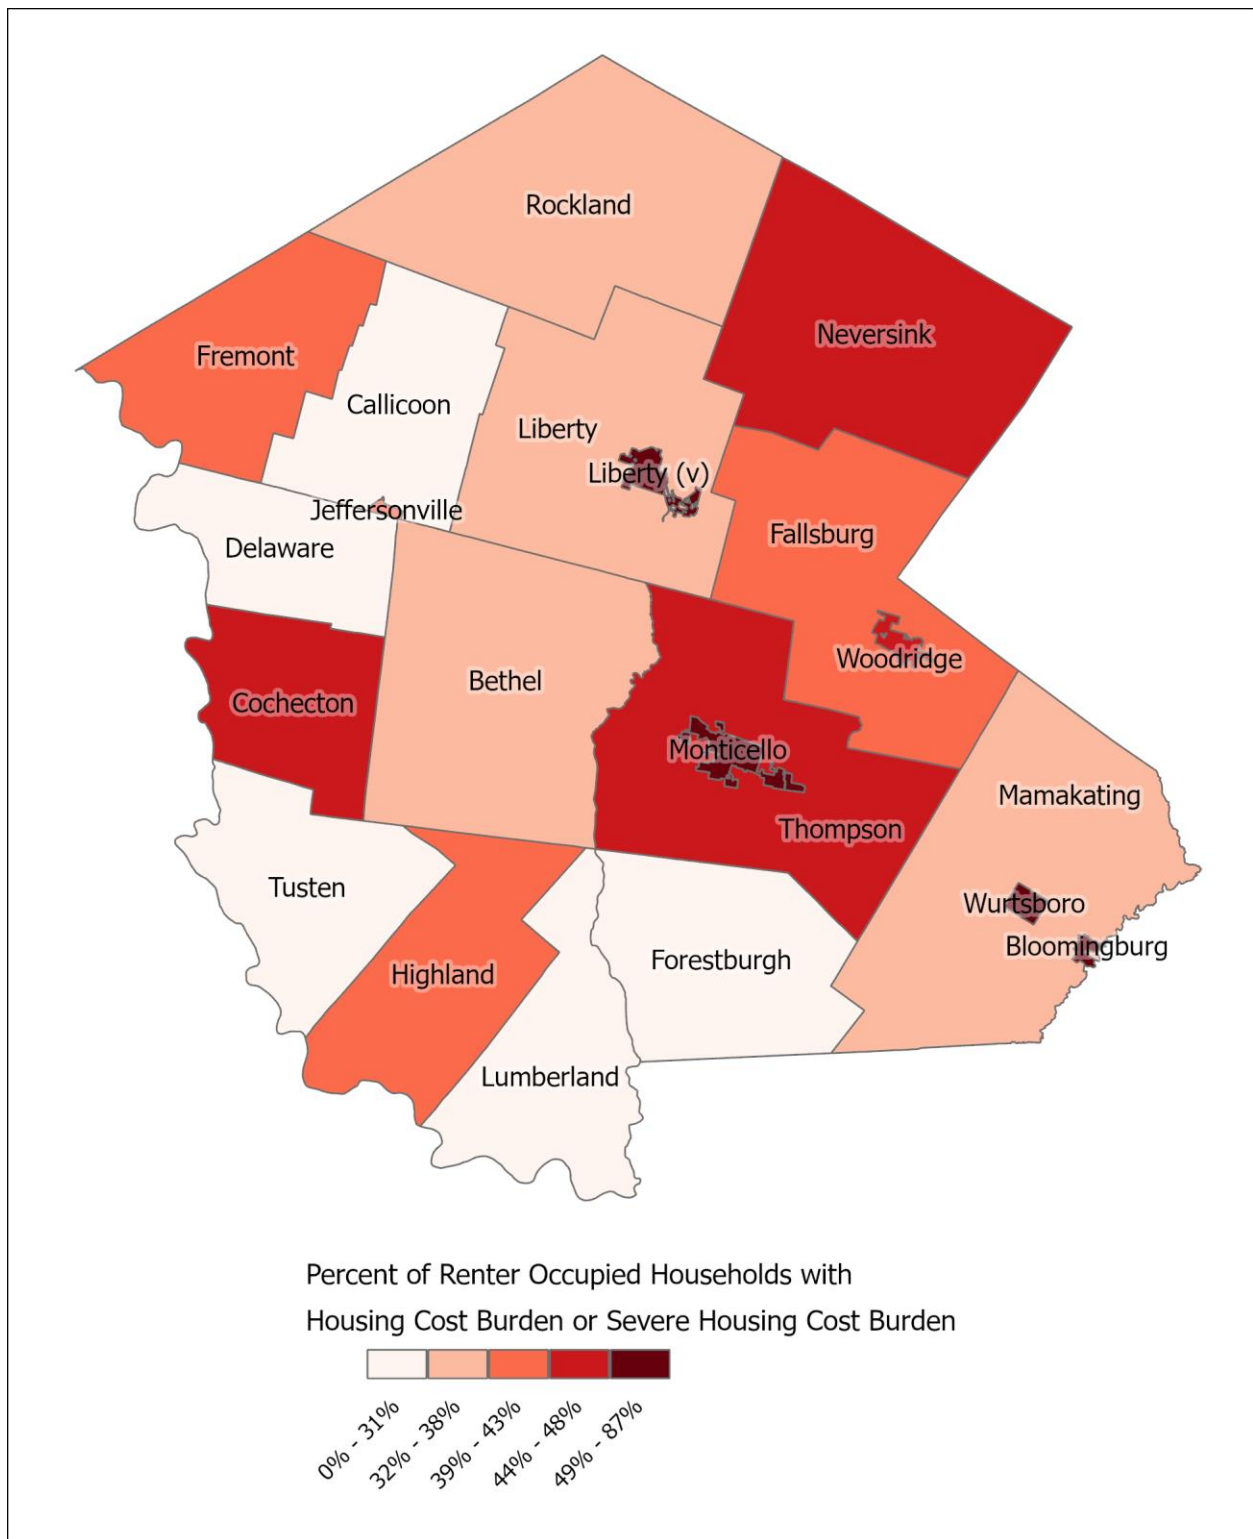 Rockland
Neversink
Fremont
Callicoon
Liberty
Liberty (v)
Jeffersonville
Fallsburg
Delaware
Woodridge
Bethel
Cochecton
Monticello
Mamakating
Thompson
Tusten
Wurtsboro
Bloomingburg
Forestburgh
Highland
Lumberland
Percent of Renter Occupied Households with
Housing Cost Burden or Severe Housing Cost Burden
0% - 31%
32% - 38%
39% - 43%
44% - 48%
49% - 87%